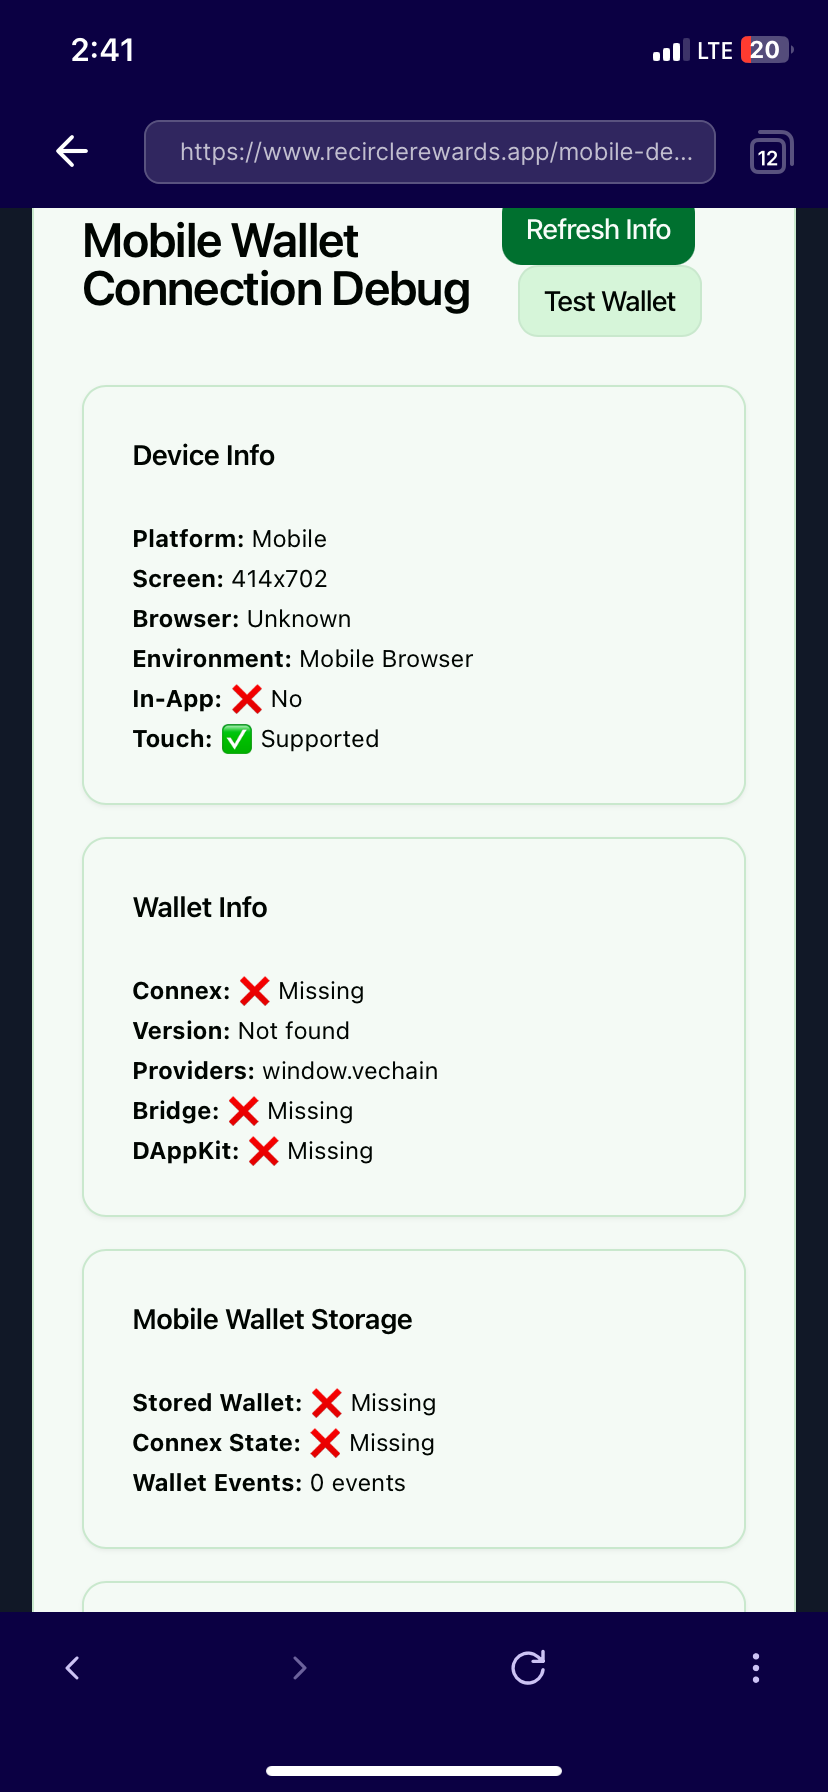 2:41
LTE
20
https://www.recirclerewards.app/mobile-de...
12
Mobile Wallet
Connection Debug
Refresh Info
Test Wallet
Device Info
Platform: Mobile
Screen: 414x702
Browser: Unknown
Environment: Mobile Browser
In-App: ❌ No
Touch: ✅ Supported
Wallet Info
Connex: ❌ Missing
Version: Not found
Providers: window.vechain
Bridge: ❌ Missing
DAppKit: ❌ Missing
Mobile Wallet Storage
Stored Wallet: ❌ Missing
Connex State: ❌ Missing
Wallet Events: 0 events